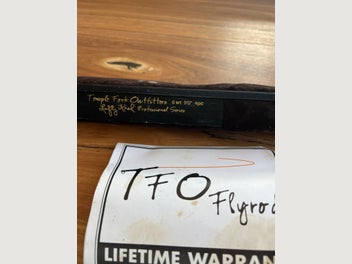 Temple Fork Outfitters
Lefty Kreh Professional Series
TFO
Flyrod
LIFETIME WARRAN